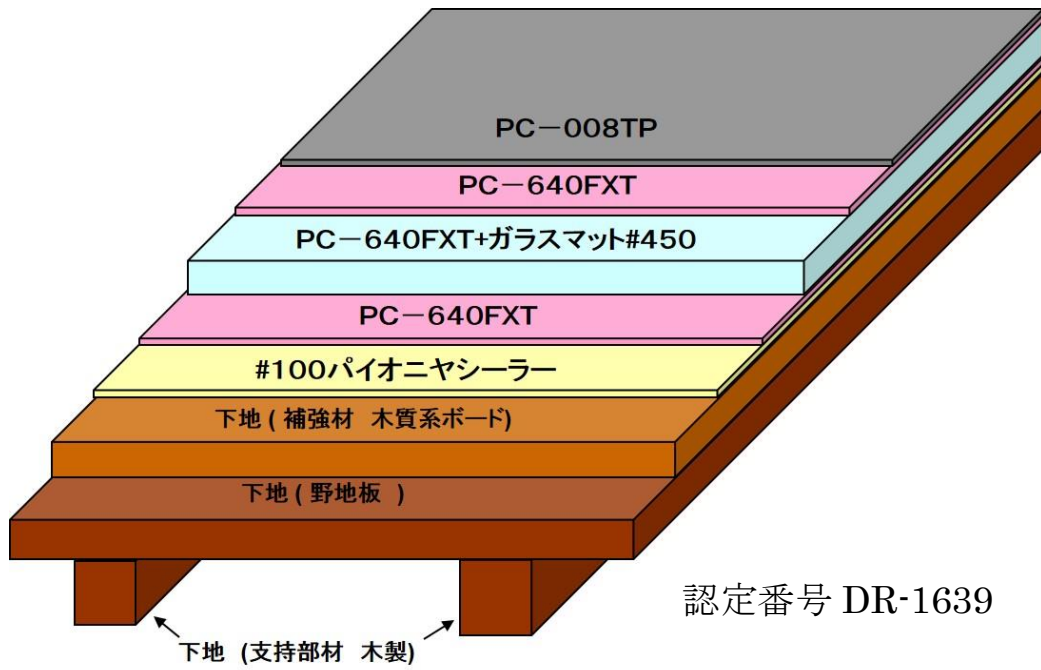 PC－008TP
PC－640FXT
PC－640FXT+ガラスマット#450
PC－640FXT
#100パイオニヤシーラー
下地 ( 補強材　木質系ボード)
下地 ( 野地板　)
認定番号 DR-1639
下地　(支持部材　木製)